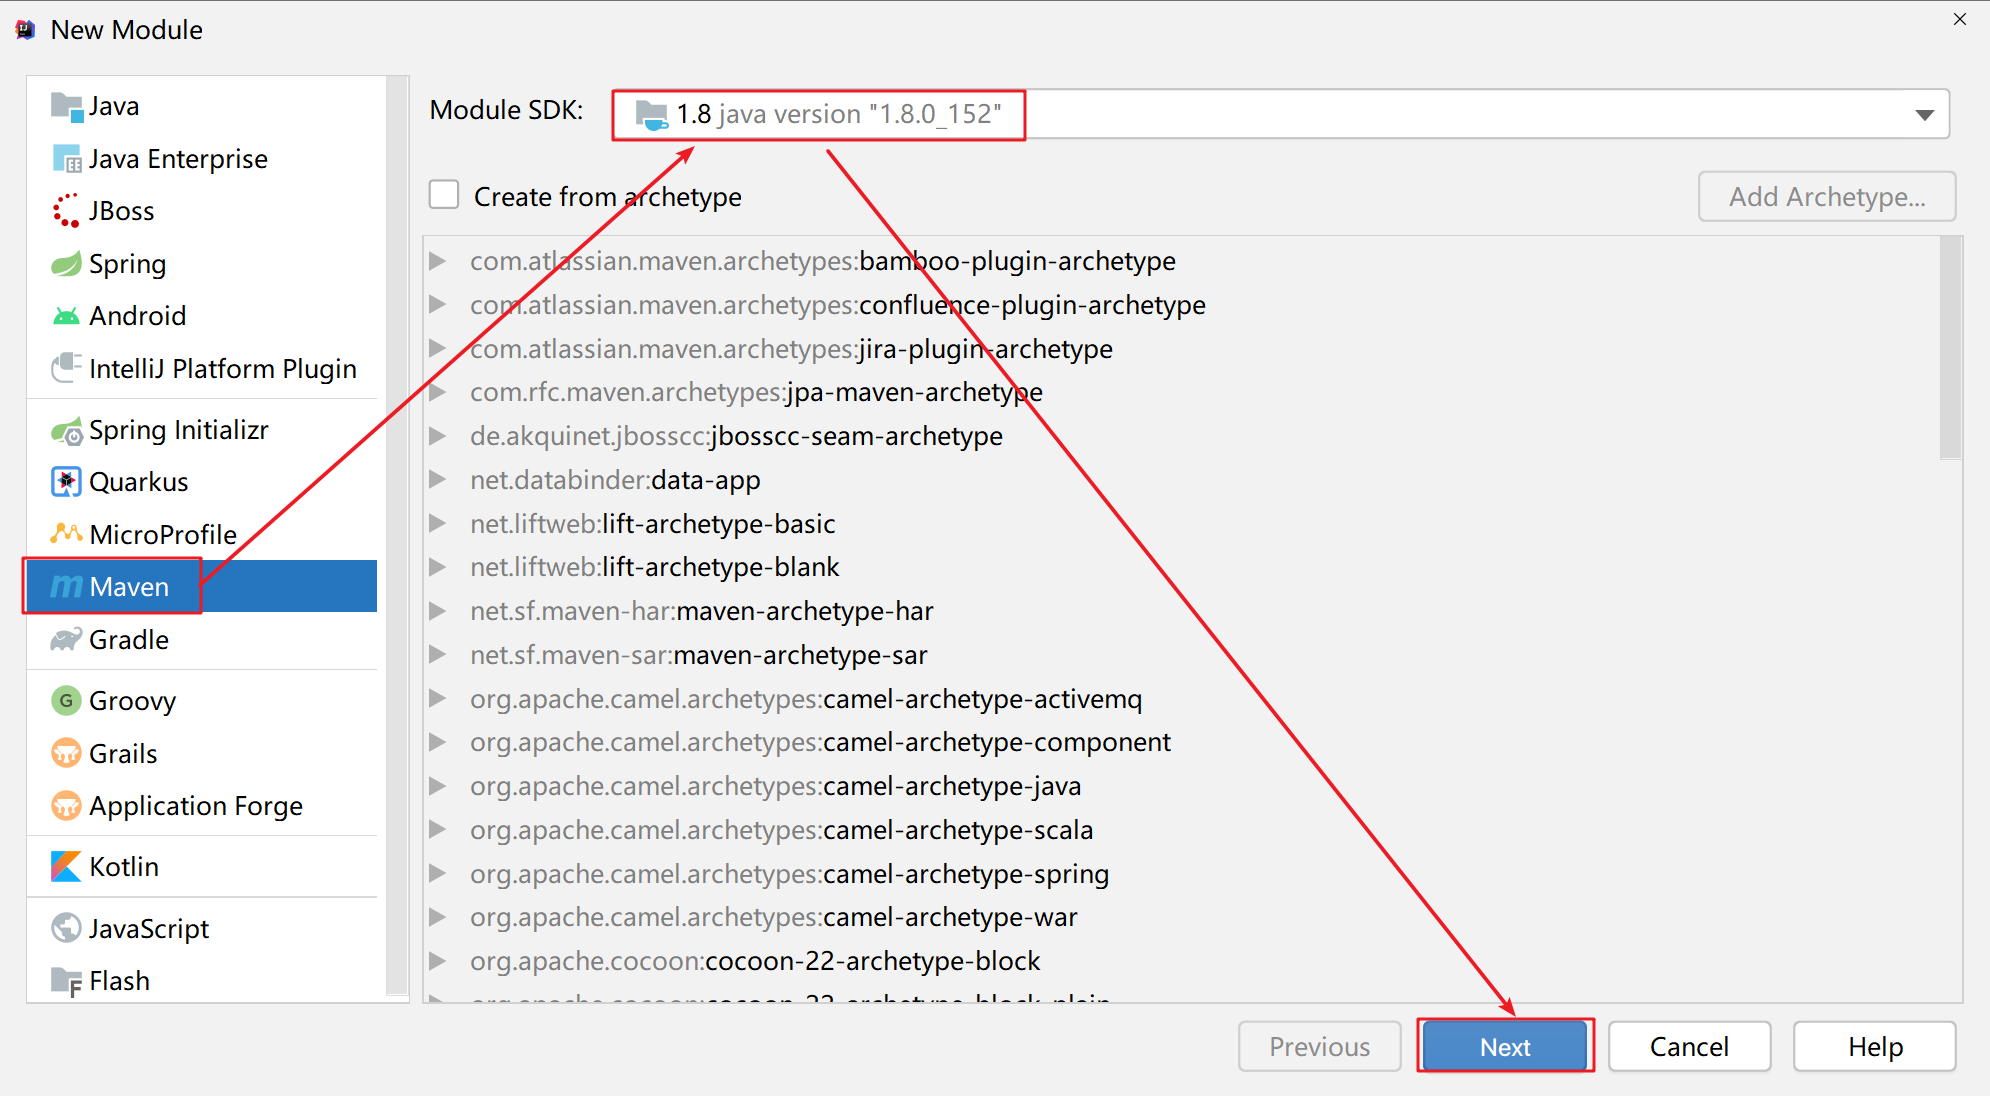 New Module
Java
Java Enterprise
JBoss
Spring
Android
IntelliJ Platform Plugin
Spring Initializr
Quarkus
MicroProfile
Maven
Gradle
Groovy
Grails
Application Forge
Kotlin
JavaScript
Flash
Module SDK: 1.8 java version "1.8.0_152"
Create from archetype
Add Archetype...
com.atlassian.maven.archetypes:bamboo-plugin-archetype
com.atlassian.maven.archetypes:confluence-plugin-archetype
com.atlassian.maven.archetypes:jira-plugin-archetype
com.rfc.maven.archetypes:jpa-maven-archetype
de.akquinet.jbosscc:jbosscc-seam-archetype
net.databinder:data-app
net.liftweb:lift-archetype-basic
net.liftweb:lift-archetype-blank
net.sf.maven-har:maven-archetype-har
net.sf.maven-sar:maven-archetype-sar
org.apache.camel.archetypes:camel-archetype-activemq
org.apache.camel.archetypes:camel-archetype-component
org.apache.camel.archetypes:camel-archetype-java
org.apache.camel.archetypes:camel-archetype-scala
org.apache.camel.archetypes:camel-archetype-spring
org.apache.camel.archetypes:camel-archetype-war
org.apache.cocoon:cocoon-22-archetype-block
org.apache.cocoon:cocoon-22-archetype-block-plain
Previous
Next
Cancel
Help